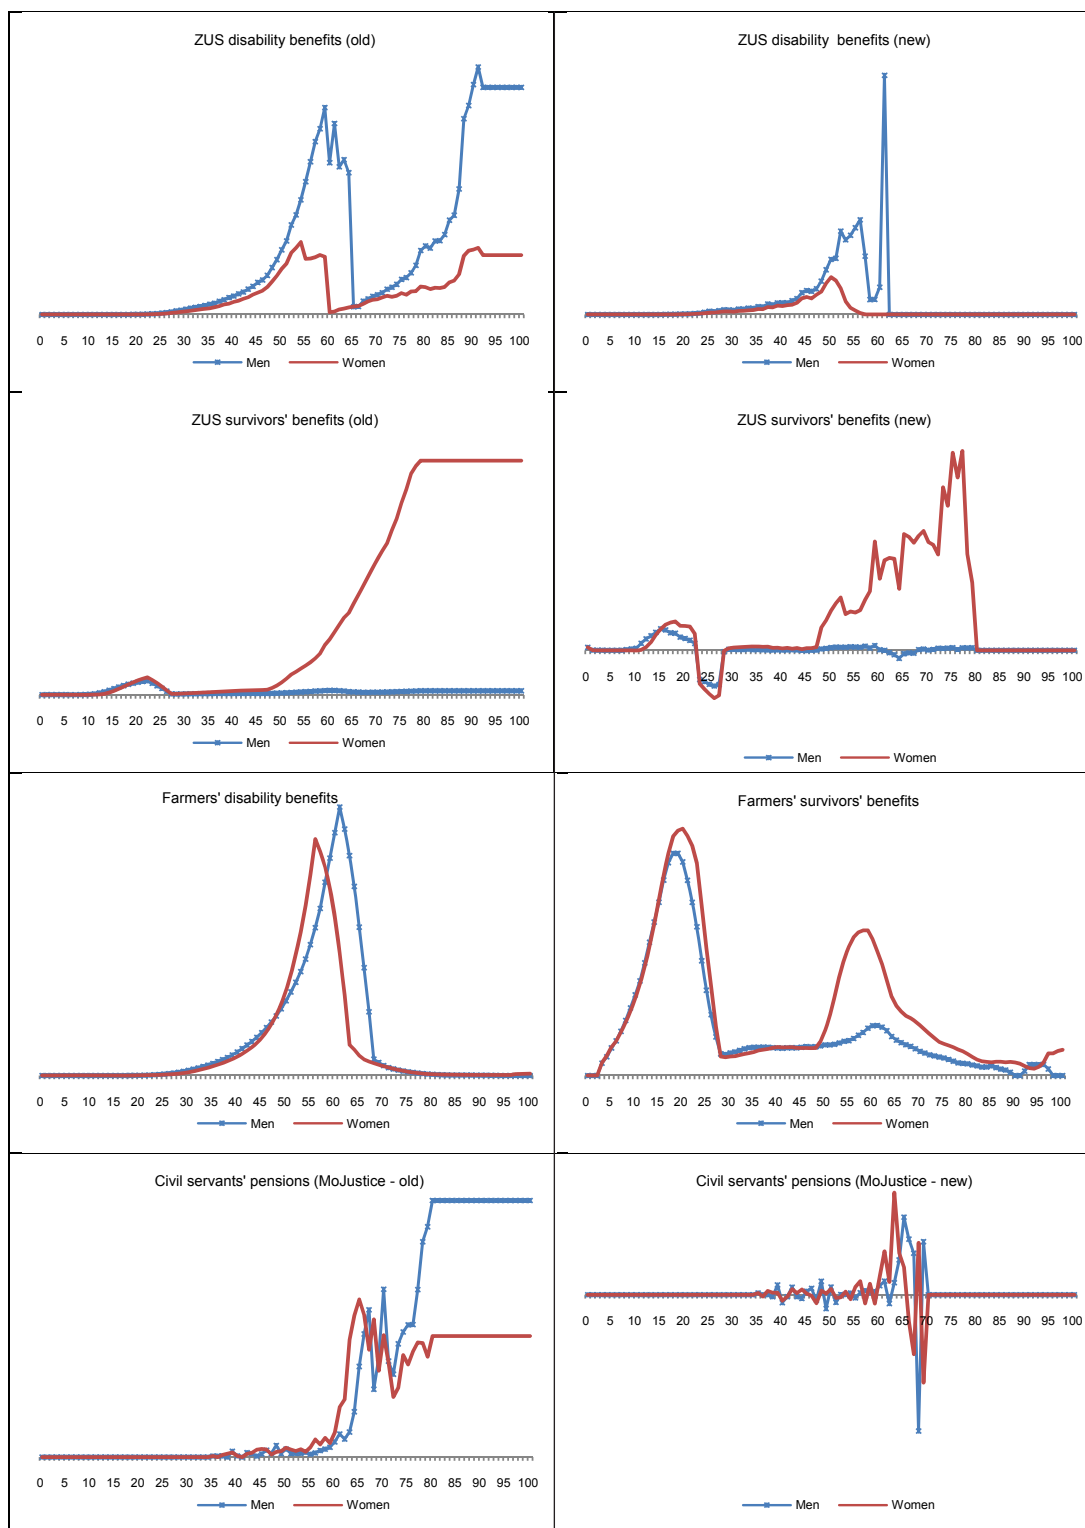 ZUS disability benefits (old)
0 5 10 15 20 25 30 35 40 45 50 55 60 65 70 75 80 85 90 95 100
Men Women
ZUS disability benefits (new)
0 5 10 15 20 25 30 35 40 45 50 55 60 65 70 75 80 85 90 95 100
Men Women
ZUS survivors' benefits (old)
0 5 10 15 20 25 30 35 40 45 50 55 60 65 70 75 80 85 90 95 100
Men Women
ZUS survivors' benefits (new)
0 5 10 15 20 25 30 35 40 45 50 55 60 65 70 75 80 85 90 95 100
Men Women
Farmers' disability benefits
0 5 10 15 20 25 30 35 40 45 50 55 60 65 70 75 80 85 90 95 100
Men Women
Farmers' survivors' benefits
0 5 10 15 20 25 30 35 40 45 50 55 60 65 70 75 80 85 90 95 100
Men Women
Civil servants' pensions (MoJustice - old)
0 5 10 15 20 25 30 35 40 45 50 55 60 65 70 75 80 85 90 95 100
Men Women
Civil servants' pensions (MoJustice - new)
0 5 10 15 20 25 30 35 40 45 50 55 60 65 70 75 80 85 90 95 100
Men Women